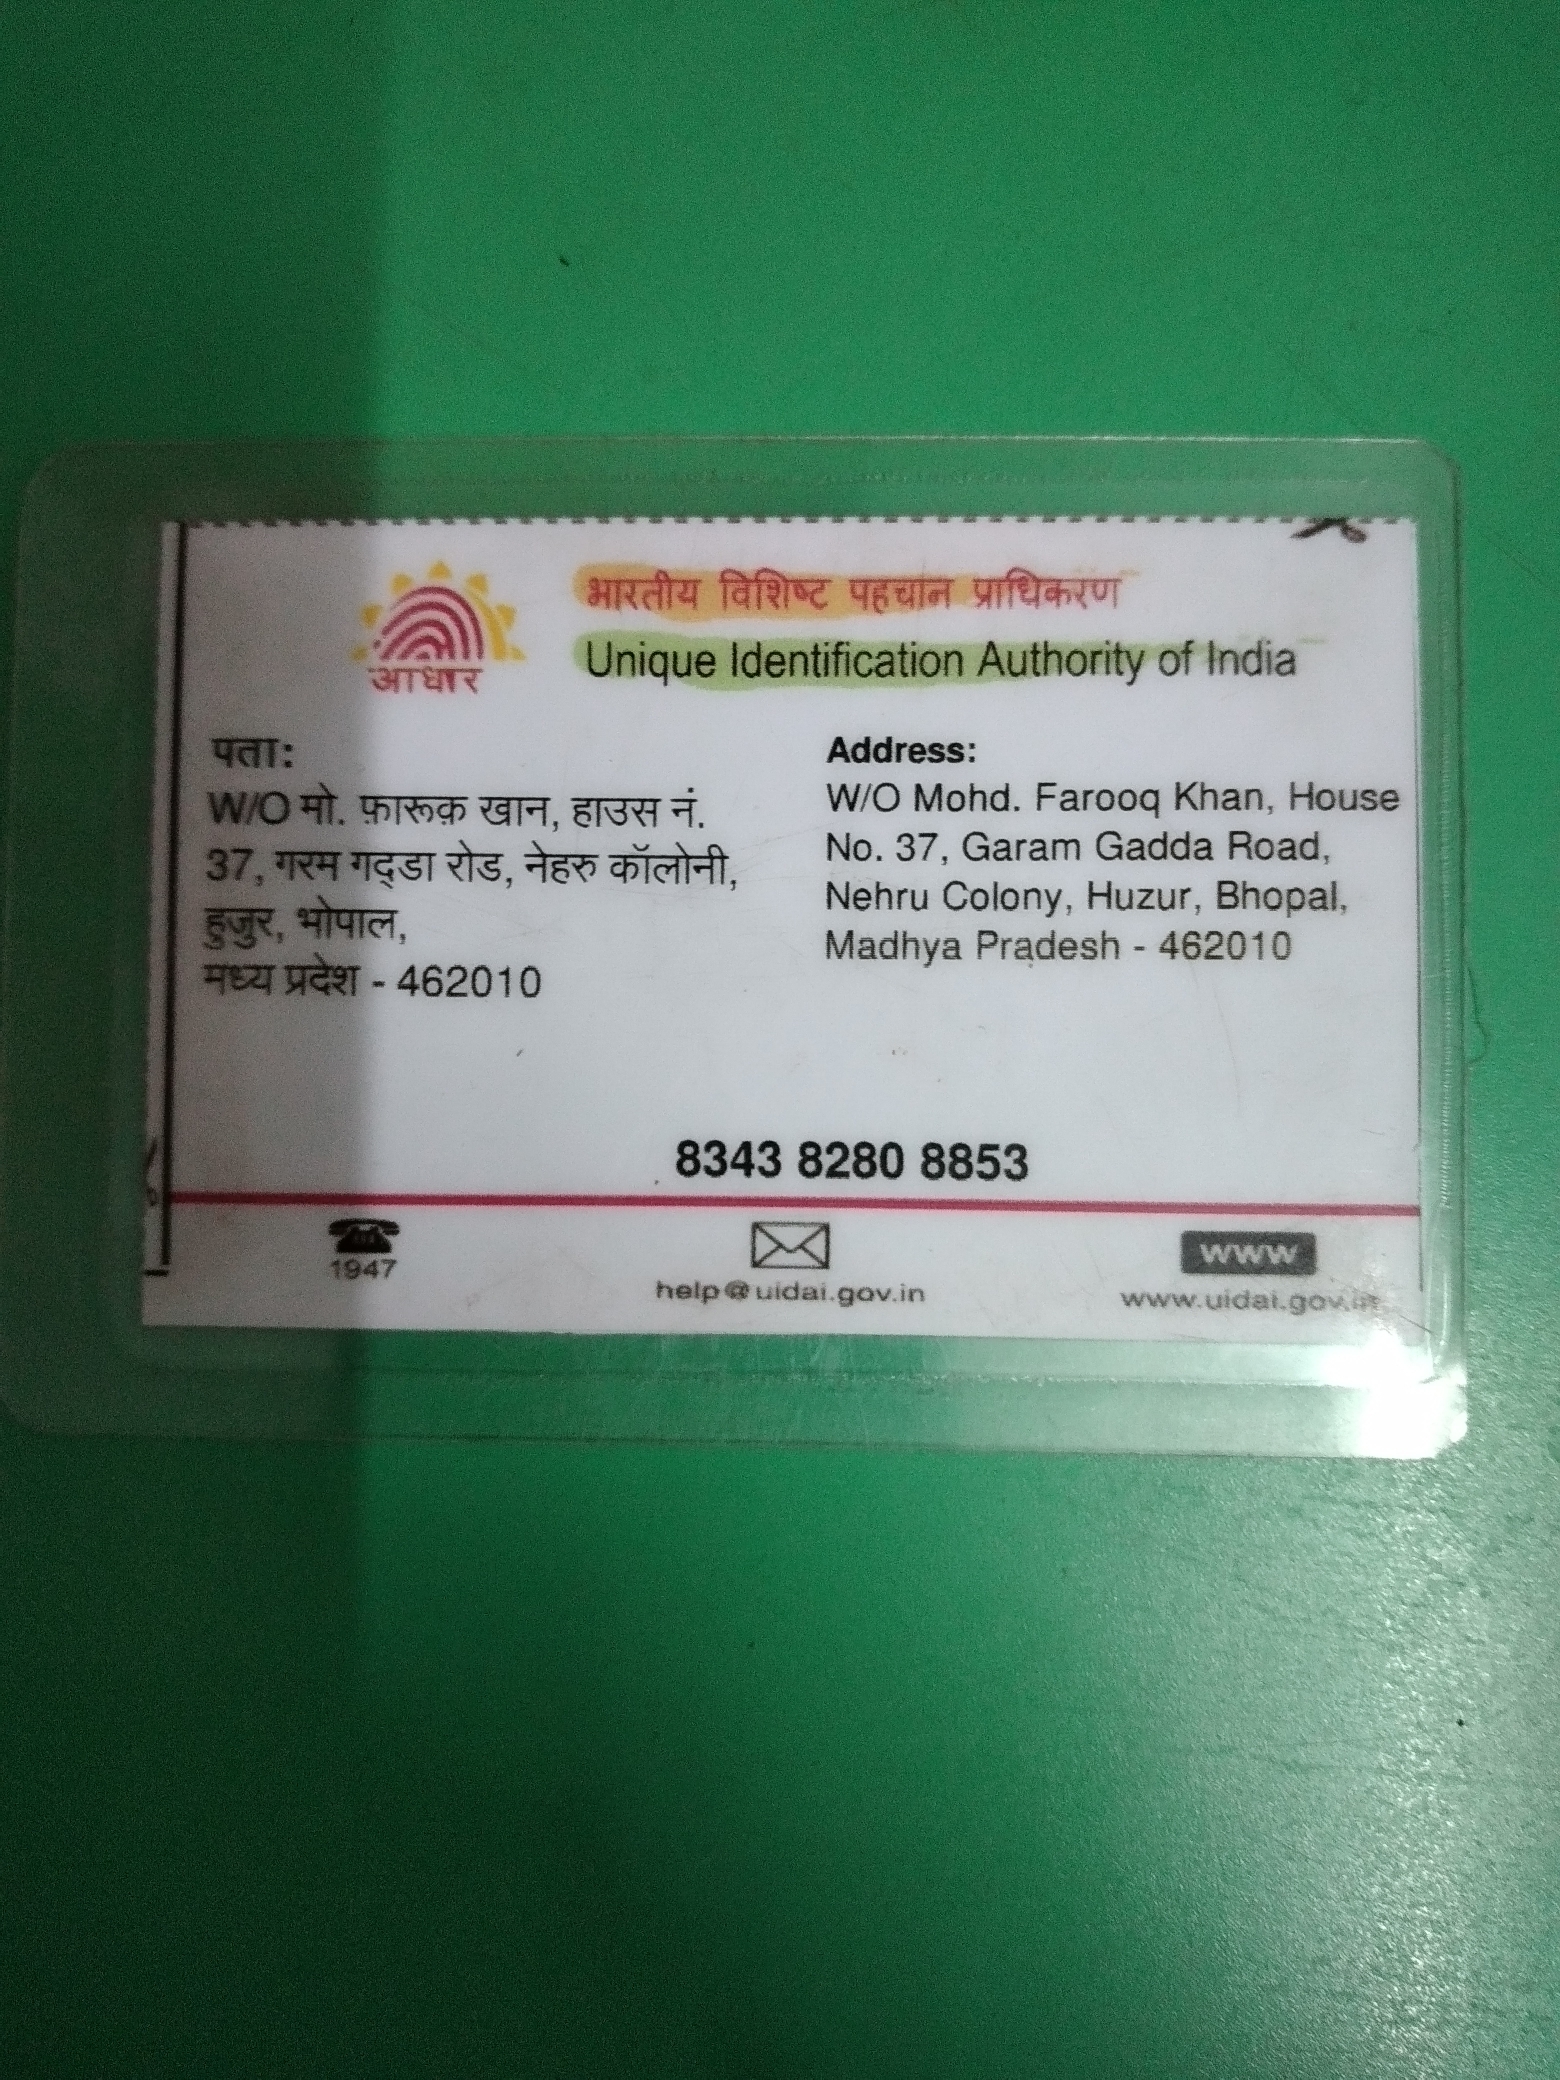 आधार
भारतीय विशिष्ट पहचान प्राधिकरण
Unique Identification Authority of India
पता:
W/O मो. फ़ारूक़ खान, हाउस नं.
37, गरम गद्डा रोड, नेहरु कॉलोनी,
हुजुर, भोपाल,
मध्य प्रदेश - 462010
Address:
W/O Mohd. Farooq Khan, House
No. 37, Garam Gadda Road,
Nehru Colony, Huzur, Bhopal,
Madhya Pradesh - 462010
8343 8280 8853
1947
help@uidai.gov.in
www
www.uidai.gov.in